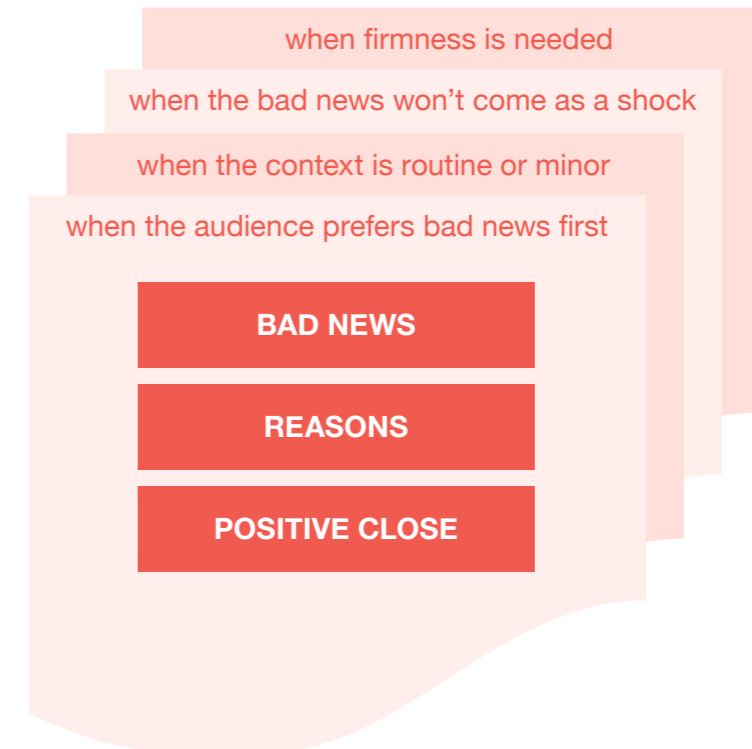 when firmness is needed
when the bad news won’t come as a shock
when the context is routine or minor
when the audience prefers bad news first
BAD NEWS
REASONS
POSITIVE CLOSE